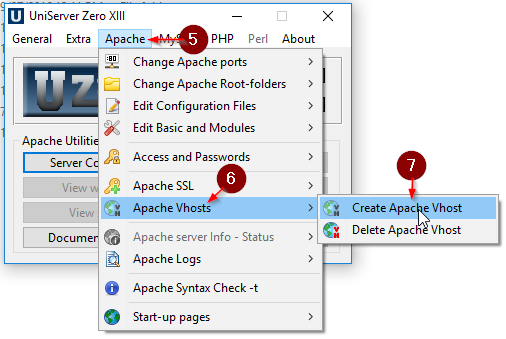 UniServer Zero XIII
General Extra Apache MyS PHP Perl About
5
Change Apache ports
Change Apache Root-folders
Edit Configuration Files
Edit Basic and Modules
Access and Passwords
Apache SSL
6
Apache Vhosts
Apache server Info - Status
Apache Logs
Apache Syntax Check -t
Start-up pages
7
Create Apache Vhost
Delete Apache Vhost
U
Uz
Apache Utilities
Server Co
View w
View
Docume